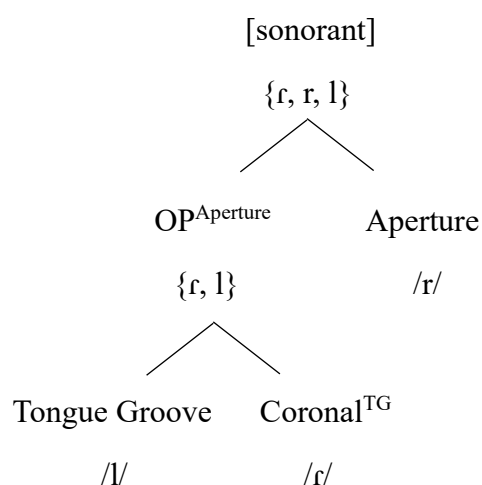 [sonorant]
{ɾ, r, l}
OP^Aperture Aperture
{ɾ, l} /r/
Tongue Groove Coronal^TG
/l/ /ɾ/